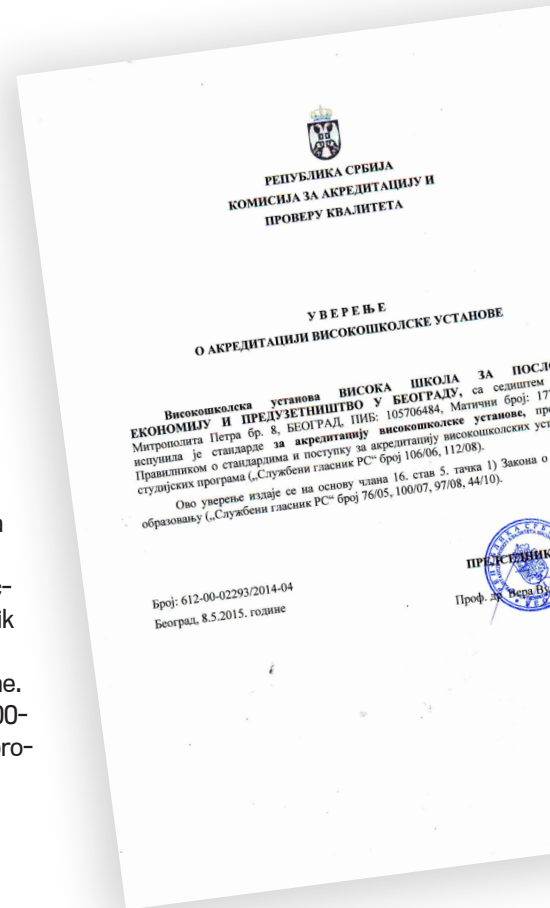 РЕПУБЛИКА СРБИЈА
КОМИСИЈА ЗА АКРЕДИТАЦИЈУ И
ПРОВЕРУ КВАЛИТЕТА
У В Е Р Е Њ Е
О АКРЕДИТАЦИЈИ ВИСОКОШКОЛСКЕ УСТАНОВЕ
Високошколска установа ВИСОКА ШКОЛА ЗА
ЕКОНОМИЈУ И ПРЕДУЗЕТНИШТВО У БЕОГРАДУ, са седиштем
Митрополита Петра бр. 8, БЕОГРАД, ПИБ: 105706484, Матични број:
испунила је стандарде за акредитацију високошколске установе,
Правилником о стандардима и поступку за акредитацију високошколских
студијских програма („Службени гласник РС“ број 106/06, 112/08).
Ово уверење издаје се на основу члана 16. став 5. тачка 1) Закона о
образовању („Службени гласник РС“ број 76/05, 100/07, 97/08, 44/10).
ПРЕДСЕДНИК
Број: 612-00-02293/2014-04
Београд, 8.5.2015. године
Проф. др Вера